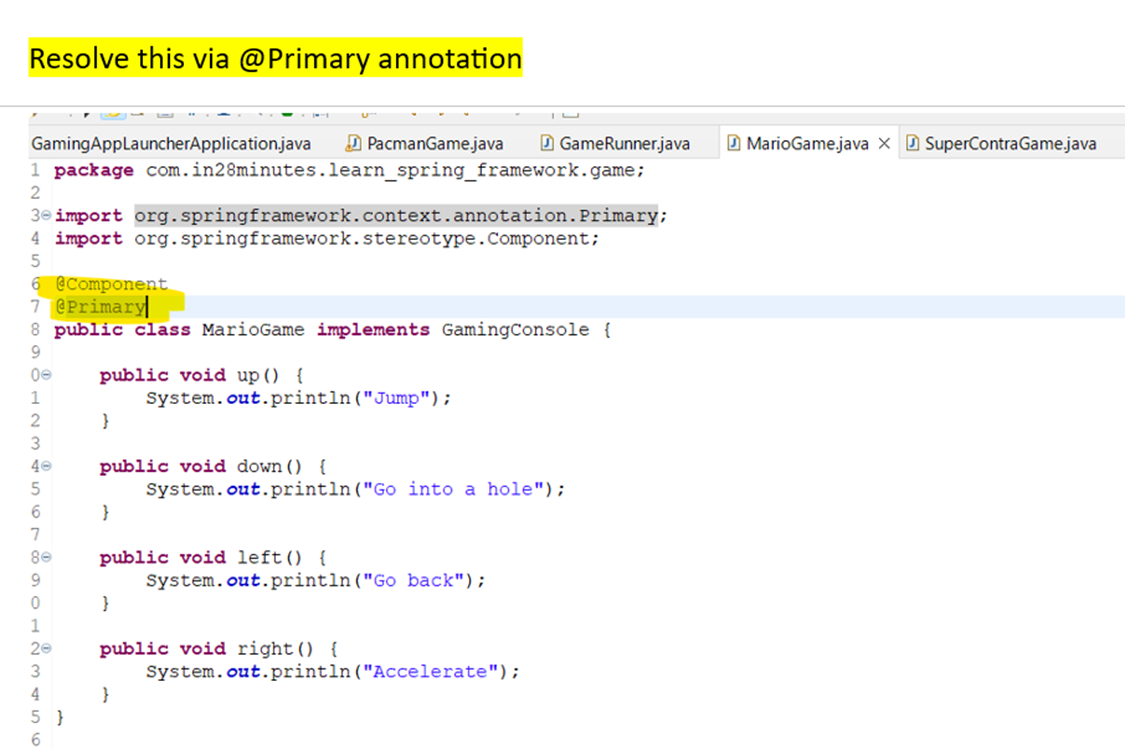 Resolve this via @Primary annotation
GamingAppLauncherApplication.java PacmanGame.java GameRunner.java MarioGame.java SuperContraGame.java
1 package com.in28minutes.learn_spring_framework.game;
2
3 import org.springframework.context.annotation.Primary;
4 import org.springframework.stereotype.Component;
5
6 @Component
7 @Primary
8 public class MarioGame implements GamingConsole {
9
0 public void up() {
1 System.out.println("Jump");
2 }
3
4 public void down() {
5 System.out.println("Go into a hole");
6 }
7
8 public void left() {
9 System.out.println("Go back");
0 }
1
2 public void right() {
3 System.out.println("Accelerate");
4 }
5 }
6